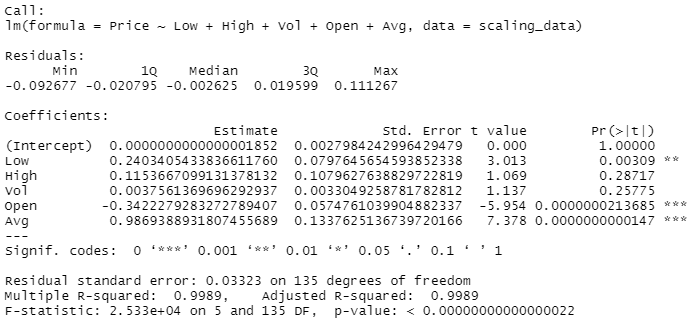 Call:
lm(formula = Price ~ Low + High + Vol + Open + Avg, data = scaling_data)
Residuals:
Min 1Q Median 3Q Max
-0.092677 -0.020795 -0.002625 0.019599 0.111267
Coefficients:
Estimate Std. Error t value Pr(>|t|)
(Intercept) 0.0000000000000001852 0.0027984242996429479 0.000 1.00000
Low 0.2403405433836611760 0.0797645654593852338 3.013 0.00309 **
High 0.1153667099131378132 0.1079627638829722819 1.069 0.28717
Vol 0.0037561369696292937 0.0033049258781782812 1.137 0.25775
Open -0.3422279283272789407 0.0574761039904882337 -5.954 0.0000000213685 ***
Avg 0.9869388931807455689 0.1337625136739720166 7.378 0.0000000000147 ***
---
Signif. codes: 0 ‘***’ 0.001 ‘**’ 0.01 ‘*’ 0.05 ‘.’ 0.1 ‘ ’ 1
Residual standard error: 0.03323 on 135 degrees of freedom
Multiple R-squared: 0.9989, Adjusted R-squared: 0.9989
F-statistic: 2.533e+04 on 5 and 135 DF, p-value: < 0.00000000000000022